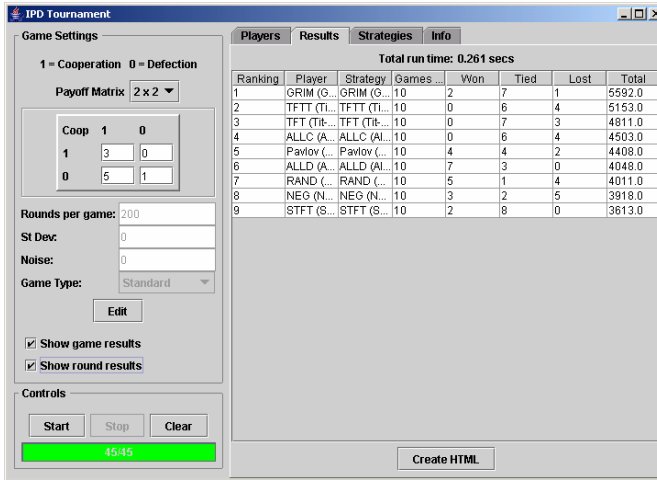 IPD Tournament
Game Settings
1 = Cooperation 0 = Defection
Payoff Matrix 2 x 2
Coop 1 0
1 3 0
0 5 1
Rounds per game: 200
St Dev: 0
Noise: 0
Game Type: Standard
Edit
Show game results
Show round results
Controls
Start Stop Clear
45/45
Players Results Strategies Info
Total run time: 0.261 secs
Ranking Player Strategy Games ... Won Tied Lost Total
1 GRIM (G... GRIM (G... 10 2 7 1 5592.0
2 TFTT (Ti... TFTT (Ti... 10 0 6 4 5153.0
3 TFT (Tit-... TFT (Tit-... 10 0 7 3 4811.0
4 ALLC (A... ALLC (Al... 10 0 6 4 4503.0
5 Pavlov (... Pavlov (... 10 4 4 2 4408.0
6 ALLD (A... ALLD (Al... 10 7 3 0 4048.0
7 RAND (... RAND (... 10 5 1 4 4011.0
8 NEG (N... NEG (N... 10 3 2 5 3918.0
9 STFT (S... STFT (S... 10 2 8 0 3613.0
Create HTML